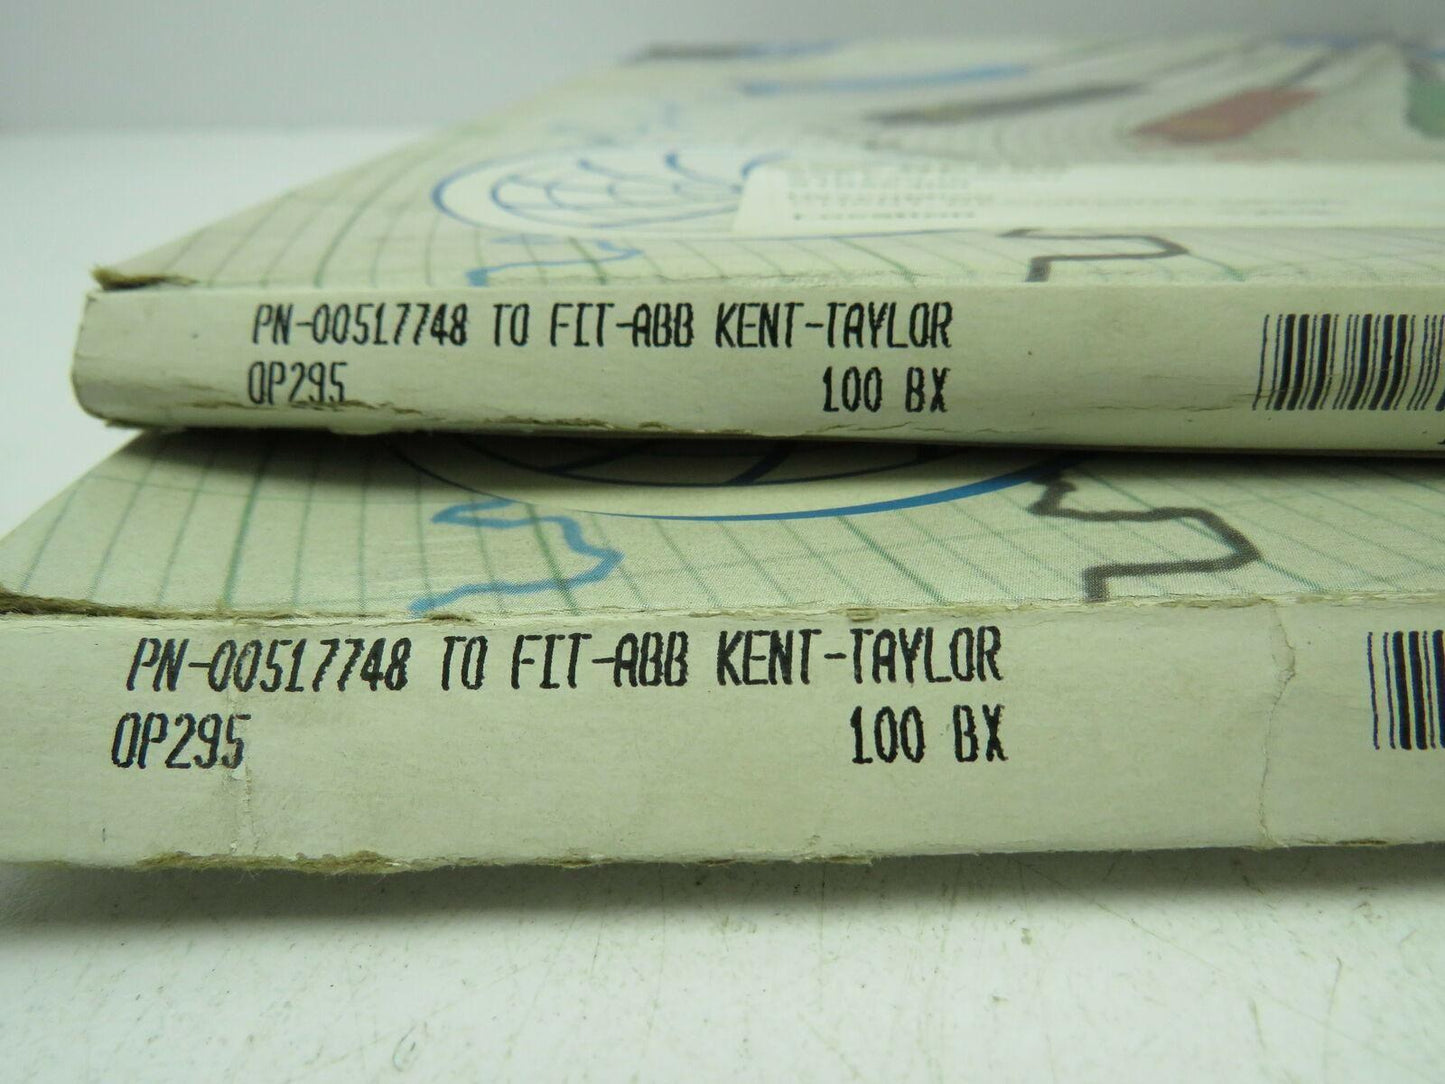 PN-00517748 TO FIT-ABB KENT-TAYLOR
OP295 100 BX
PN-00517748 TO FIT-ABB KENT-TAYLOR
OP295 100 BX